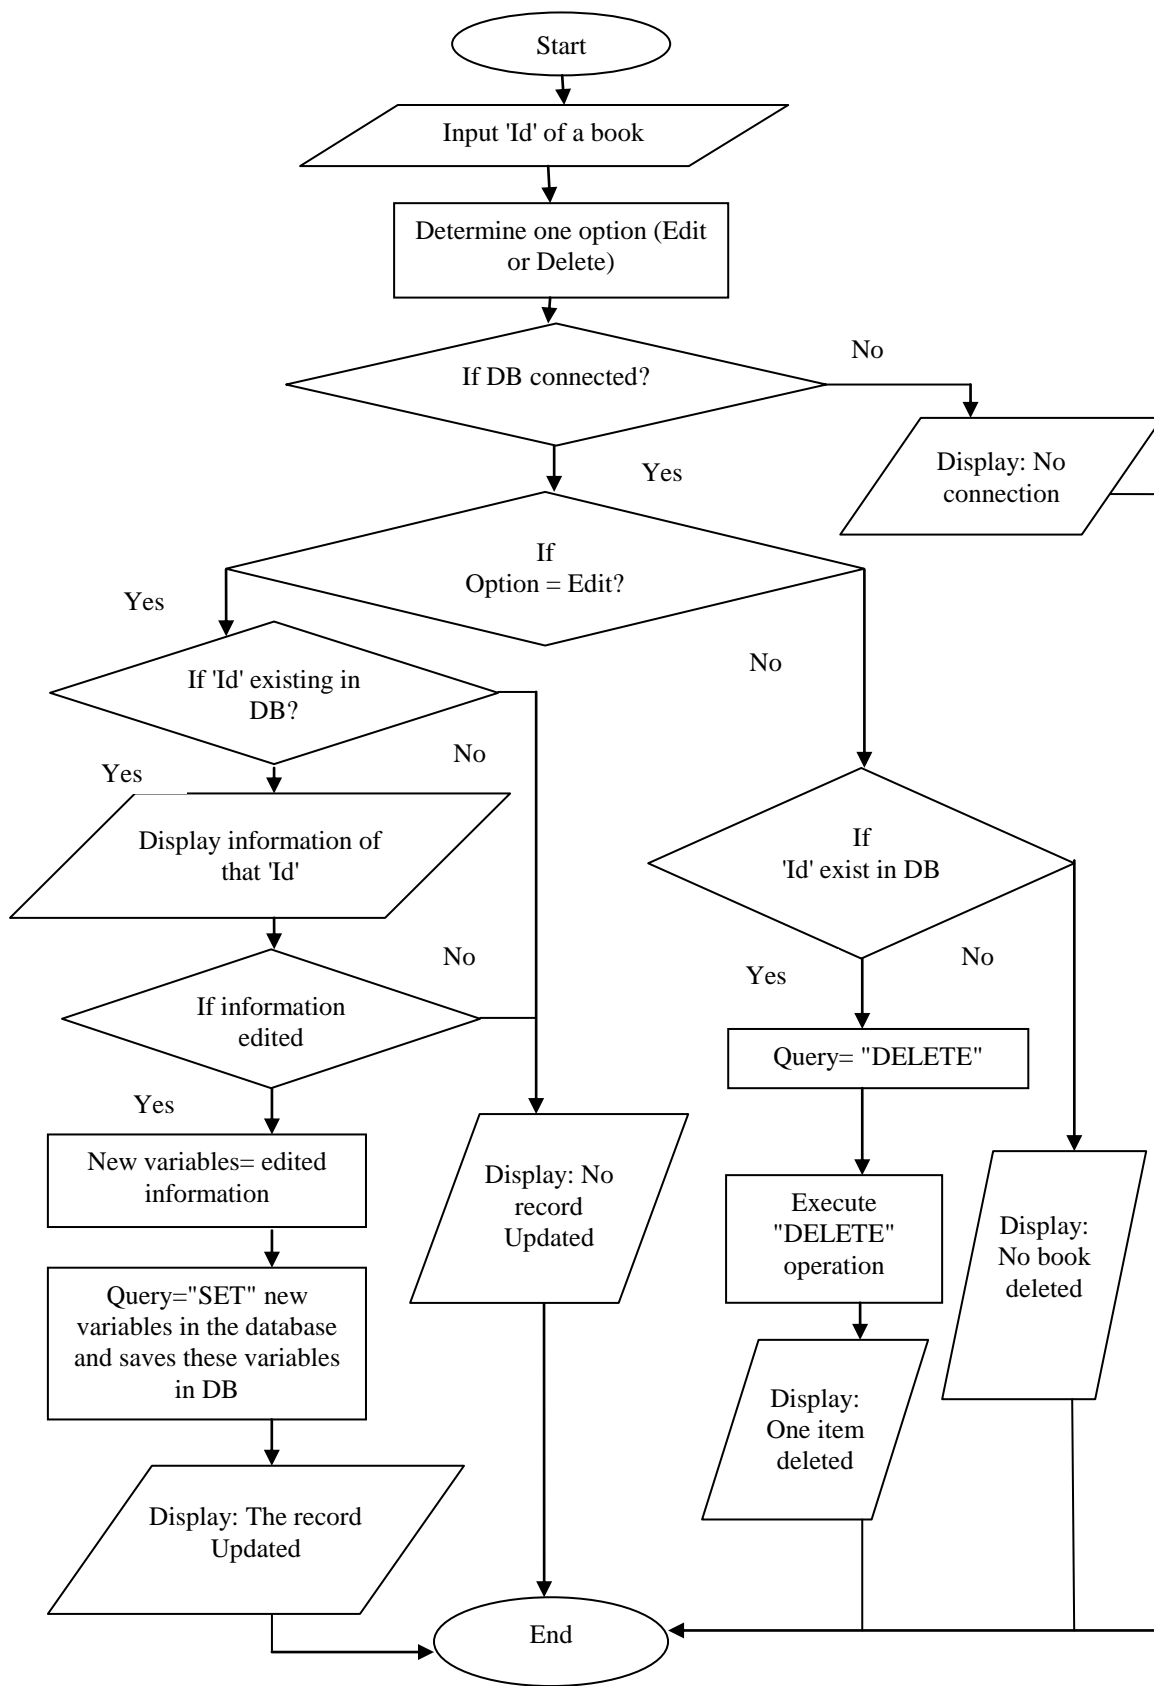 Start
Input 'Id' of a book
Determine one option (Edit
or Delete)
If DB connected?
No
Display: No
connection
Yes
If
Option = Edit?
Yes
No
If 'Id' existing in
DB?
No
Yes
Display information of
that 'Id'
If
'Id' exist in DB
No
Yes
No
If information
edited
Yes
Query= "DELETE"
New variables= edited
information
Display: No
record
Updated
Execute
"DELETE"
operation
Display:
No book
deleted
Query="SET" new
variables in the database
and saves these variables
in DB
Display:
One item
deleted
Display: The record
Updated
End